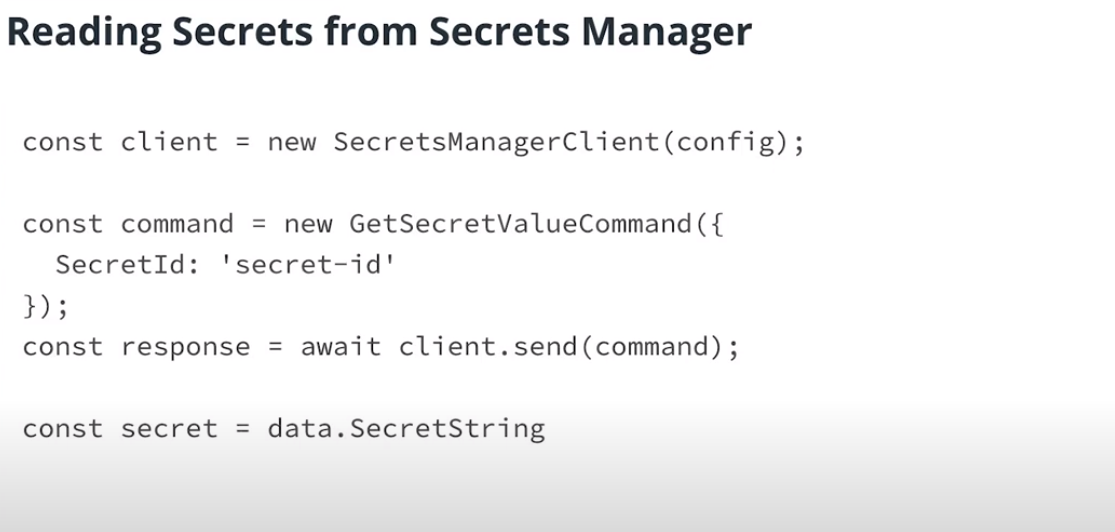 Reading Secrets from Secrets Manager
const client = new SecretsManagerClient(config);
const command = new GetSecretValueCommand({
  SecretId: 'secret-id'
});
const response = await client.send(command);
const secret = data.SecretString